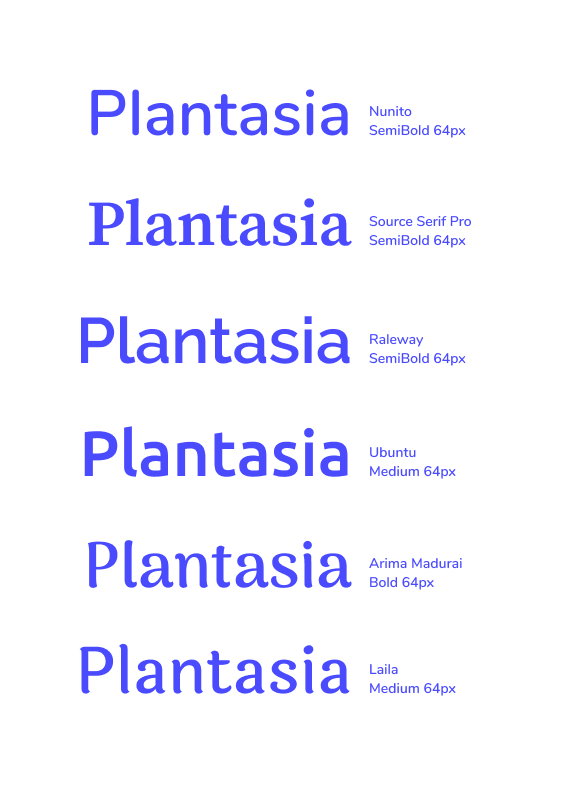 Plantasia
Nunito
SemiBold 64px
Plantasia
Source Serif Pro
SemiBold 64px
Plantasia
Raleway
SemiBold 64px
Plantasia
Ubuntu
Medium 64px
Plantasia
Arima Madurai
Bold 64px
Plantasia
Laila
Medium 64px